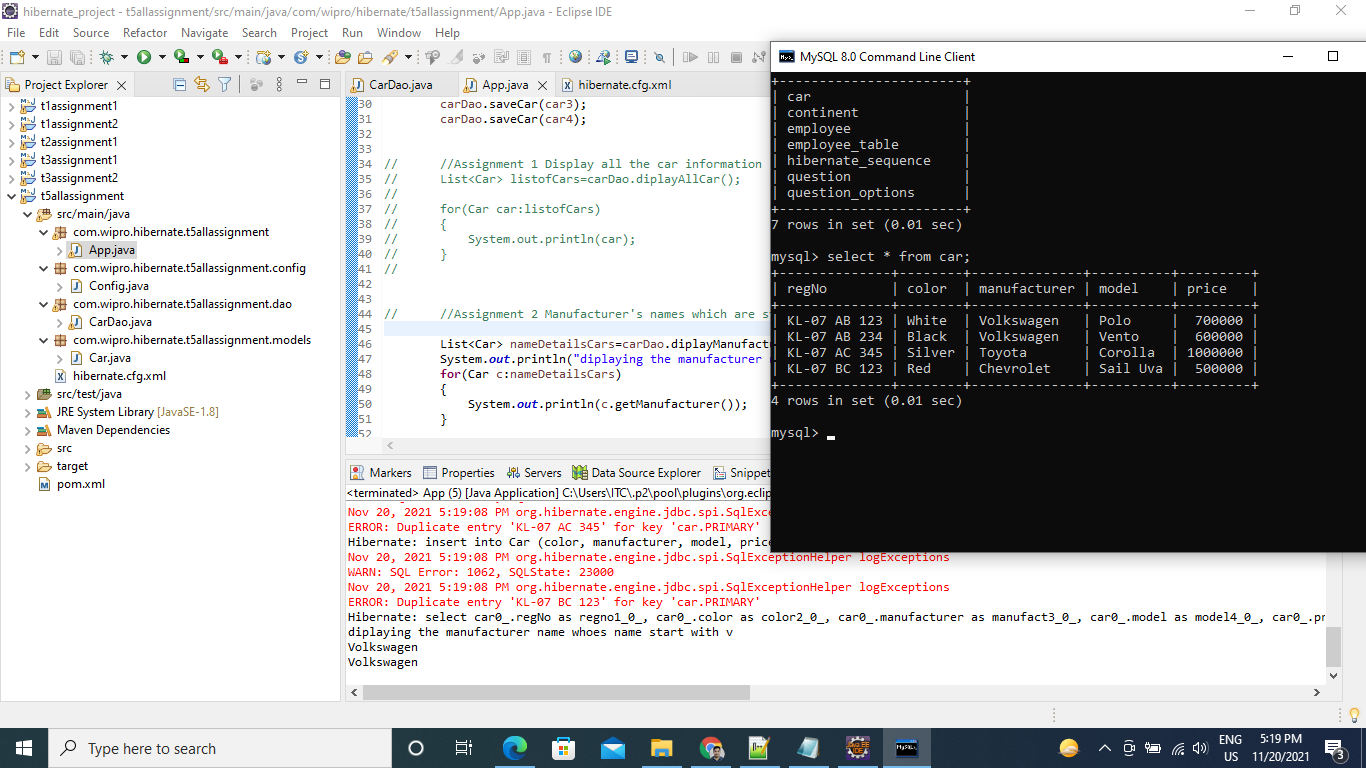 hibernate_project - t5allassignment/src/main/java/com/wipro/hibernate/t5allassignment/App.java - Eclipse IDE
File Edit Source Refactor Navigate Search Project Run Window Help
Project Explorer
t1assignment1
t1assignment2
t2assignment1
t3assignment1
t3assignment2
t5allassignment
src/main/java
com.wipro.hibernate.t5allassignment
App.java
com.wipro.hibernate.t5allassignment.config
Config.java
com.wipro.hibernate.t5allassignment.dao
CarDao.java
com.wipro.hibernate.t5allassignment.models
Car.java
hibernate.cfg.xml
src/test/java
JRE System Library [JavaSE-1.8]
Maven Dependencies
src
target
pom.xml
CarDao.java App.java hibernate.cfg.xml
30 carDao.saveCar(car3);
31 carDao.saveCar(car4);
32
33
34 // //Assignment 1 Display all the car information
35 // List<Car> listofCars=carDao.diplayAllCar();
36 //
37 // for(Car car:listofCars)
38 // {
39 // System.out.println(car);
40 // }
41 //
42
43
44 // //Assignment 2 Manufacturer's names which are s
45
46 List<Car> nameDetailsCars=carDao.diplayManufact
47 System.out.println("diplaying the manufacturer
48 for(Car c:nameDetailsCars)
49 {
50 System.out.println(c.getManufacturer());
51 }
52
Markers Properties Servers Data Source Explorer Snippet
<terminated> App (5) [Java Application] C:\Users\ITC\.p2\pool\plugins\org.eclip
Nov 20, 2021 5:19:08 PM org.hibernate.engine.jdbc.spi.SqlExcep
ERROR: Duplicate entry 'KL-07 AC 345' for key 'car.PRIMARY'
Hibernate: insert into Car (color, manufacturer, model, price
Nov 20, 2021 5:19:08 PM org.hibernate.engine.jdbc.spi.SqlExceptionHelper logExceptions
WARN: SQL Error: 1062, SQLState: 23000
Nov 20, 2021 5:19:08 PM org.hibernate.engine.jdbc.spi.SqlExceptionHelper logExceptions
ERROR: Duplicate entry 'KL-07 BC 123' for key 'car.PRIMARY'
Hibernate: select car0_.regNo as regno1_0_, car0_.color as color2_0_, car0_.manufacturer as manufact3_0_, car0_.model as model4_0_, car0_.pr
diplaying the manufacturer name whoes name start with v
Volkswagen
Volkswagen
MySQL 8.0 Command Line Client
+-----------------------+
| car |
| continent |
| employee |
| employee_table |
| hibernate_sequence |
| question |
| question_options |
+-----------------------+
7 rows in set (0.01 sec)
mysql> select * from car;
+--------------+--------+--------------+----------+---------+
| regNo | color | manufacturer | model | price |
+--------------+--------+--------------+----------+---------+
| KL-07 AB 123 | White | Volkswagen | Polo | 700000 |
| KL-07 AB 234 | Black | Volkswagen | Vento | 600000 |
| KL-07 AC 345 | Silver | Toyota | Corolla | 1000000 |
| KL-07 BC 123 | Red | Chevrolet | Sail Uva | 500000 |
+--------------+--------+--------------+----------+---------+
4 rows in set (0.01 sec)
mysql>
Type here to search
ENG
US
5:19 PM
11/20/2021
3